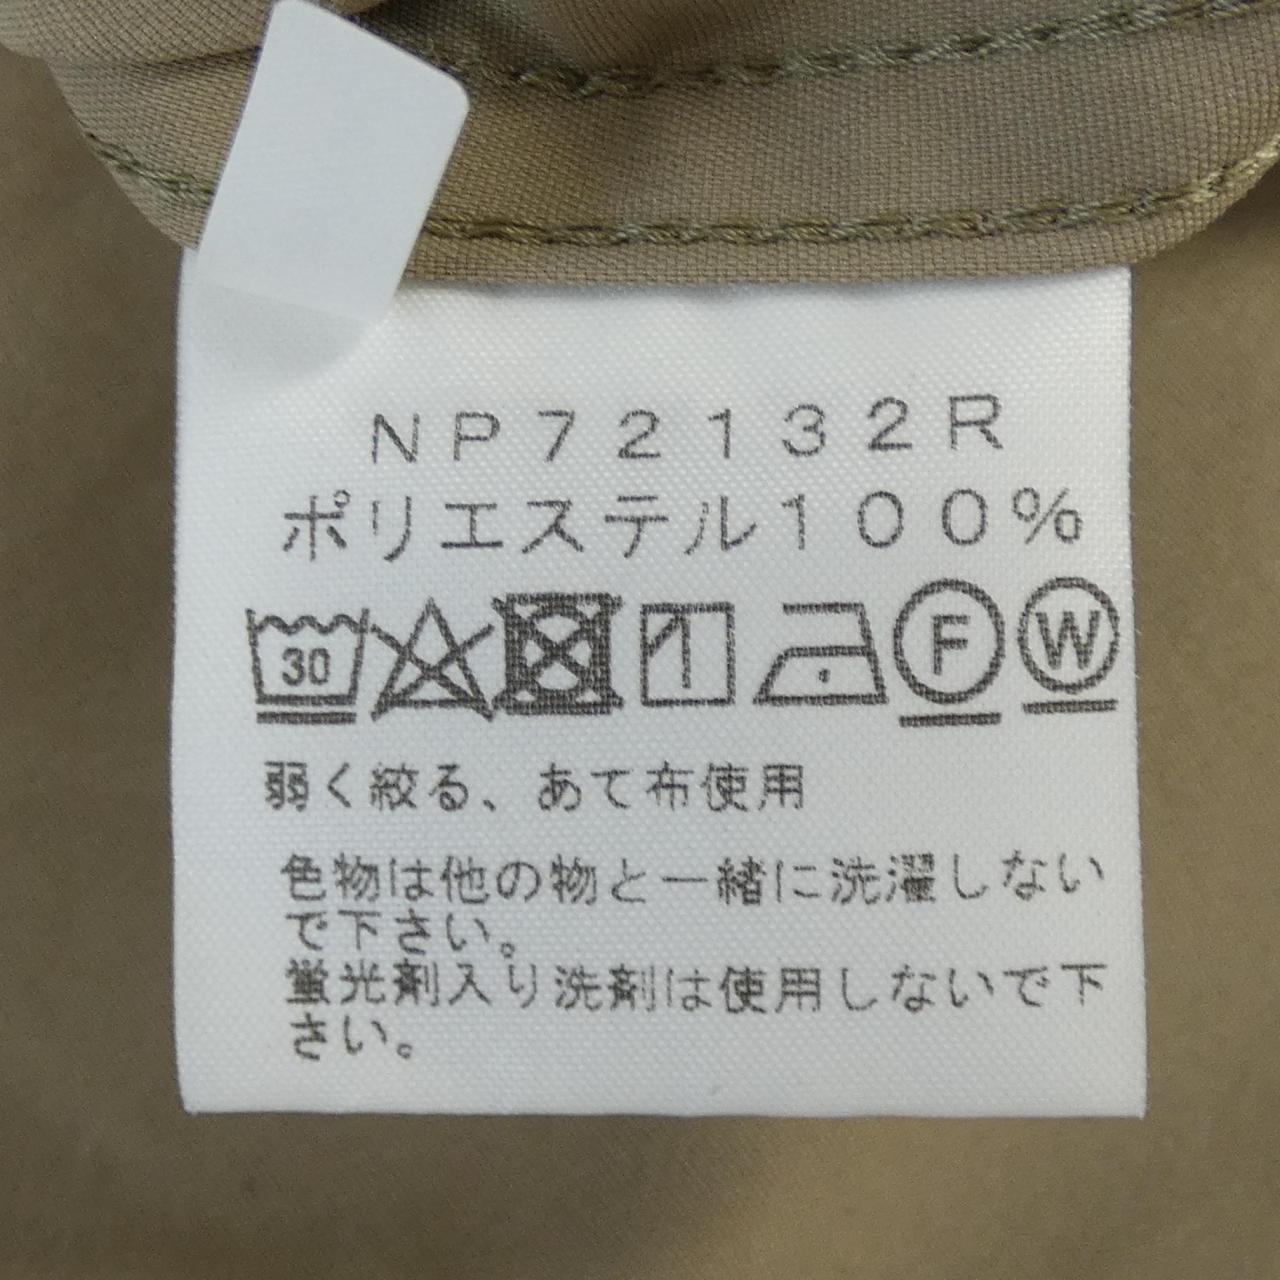 NP72132R
ポリエステル100%
30 F W
弱く絞る、あて布使用
色物は他の物と一緒に洗濯しない
で下さい。
蛍光剤入り洗剤は使用しないで下
さい。